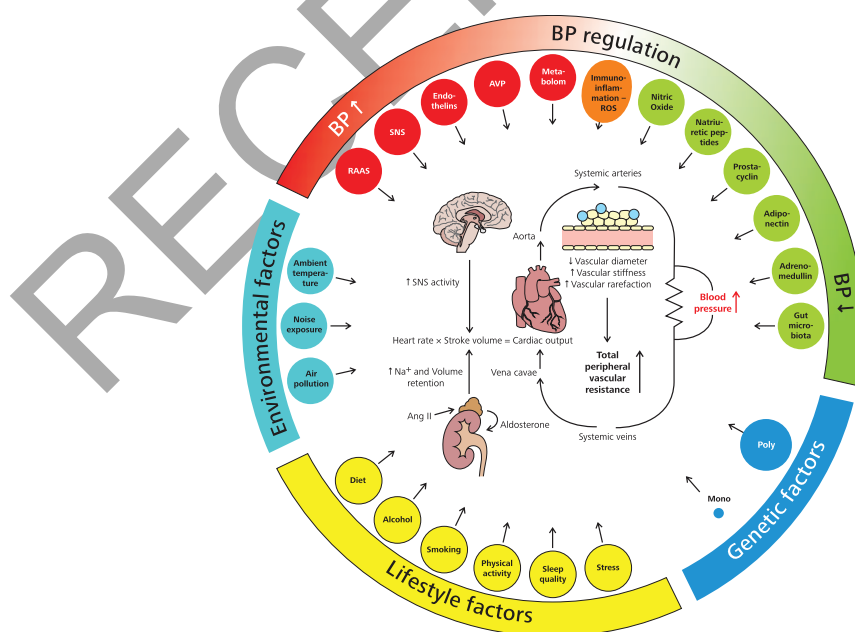 RECE
BP regulation
BP ↑
BP ↓
RAAS
SNS
Endo-
thelins
AVP
Meta-
bolom
Immuno-
inflam-
mation –
ROS
Nitric
Oxide
Natriu-
retic pep-
tides
Prosta-
cyclin
Adipo-
nectin
Adreno-
medullin
Gut
micro-
biota
Environmental factors
Ambient
tempera-
ture
Noise
exposure
Air
pollution
Systemic arteries
Aorta
↓ Vascular diameter
↑ Vascular stiffness
↑ Vascular rarefaction
↑ SNS activity
Blood
pressure ↑
Heart rate × Stroke volume = Cardiac output
↑ Na⁺ and Volume
retention
Vena cavae
Total
peripheral
vascular
resistance ↑
Ang II
Aldosterone
Systemic veins
Genetic factors
Poly
Mono
Lifestyle factors
Diet
Alcohol
Smoking
Physical
activity
Sleep
quality
Stress